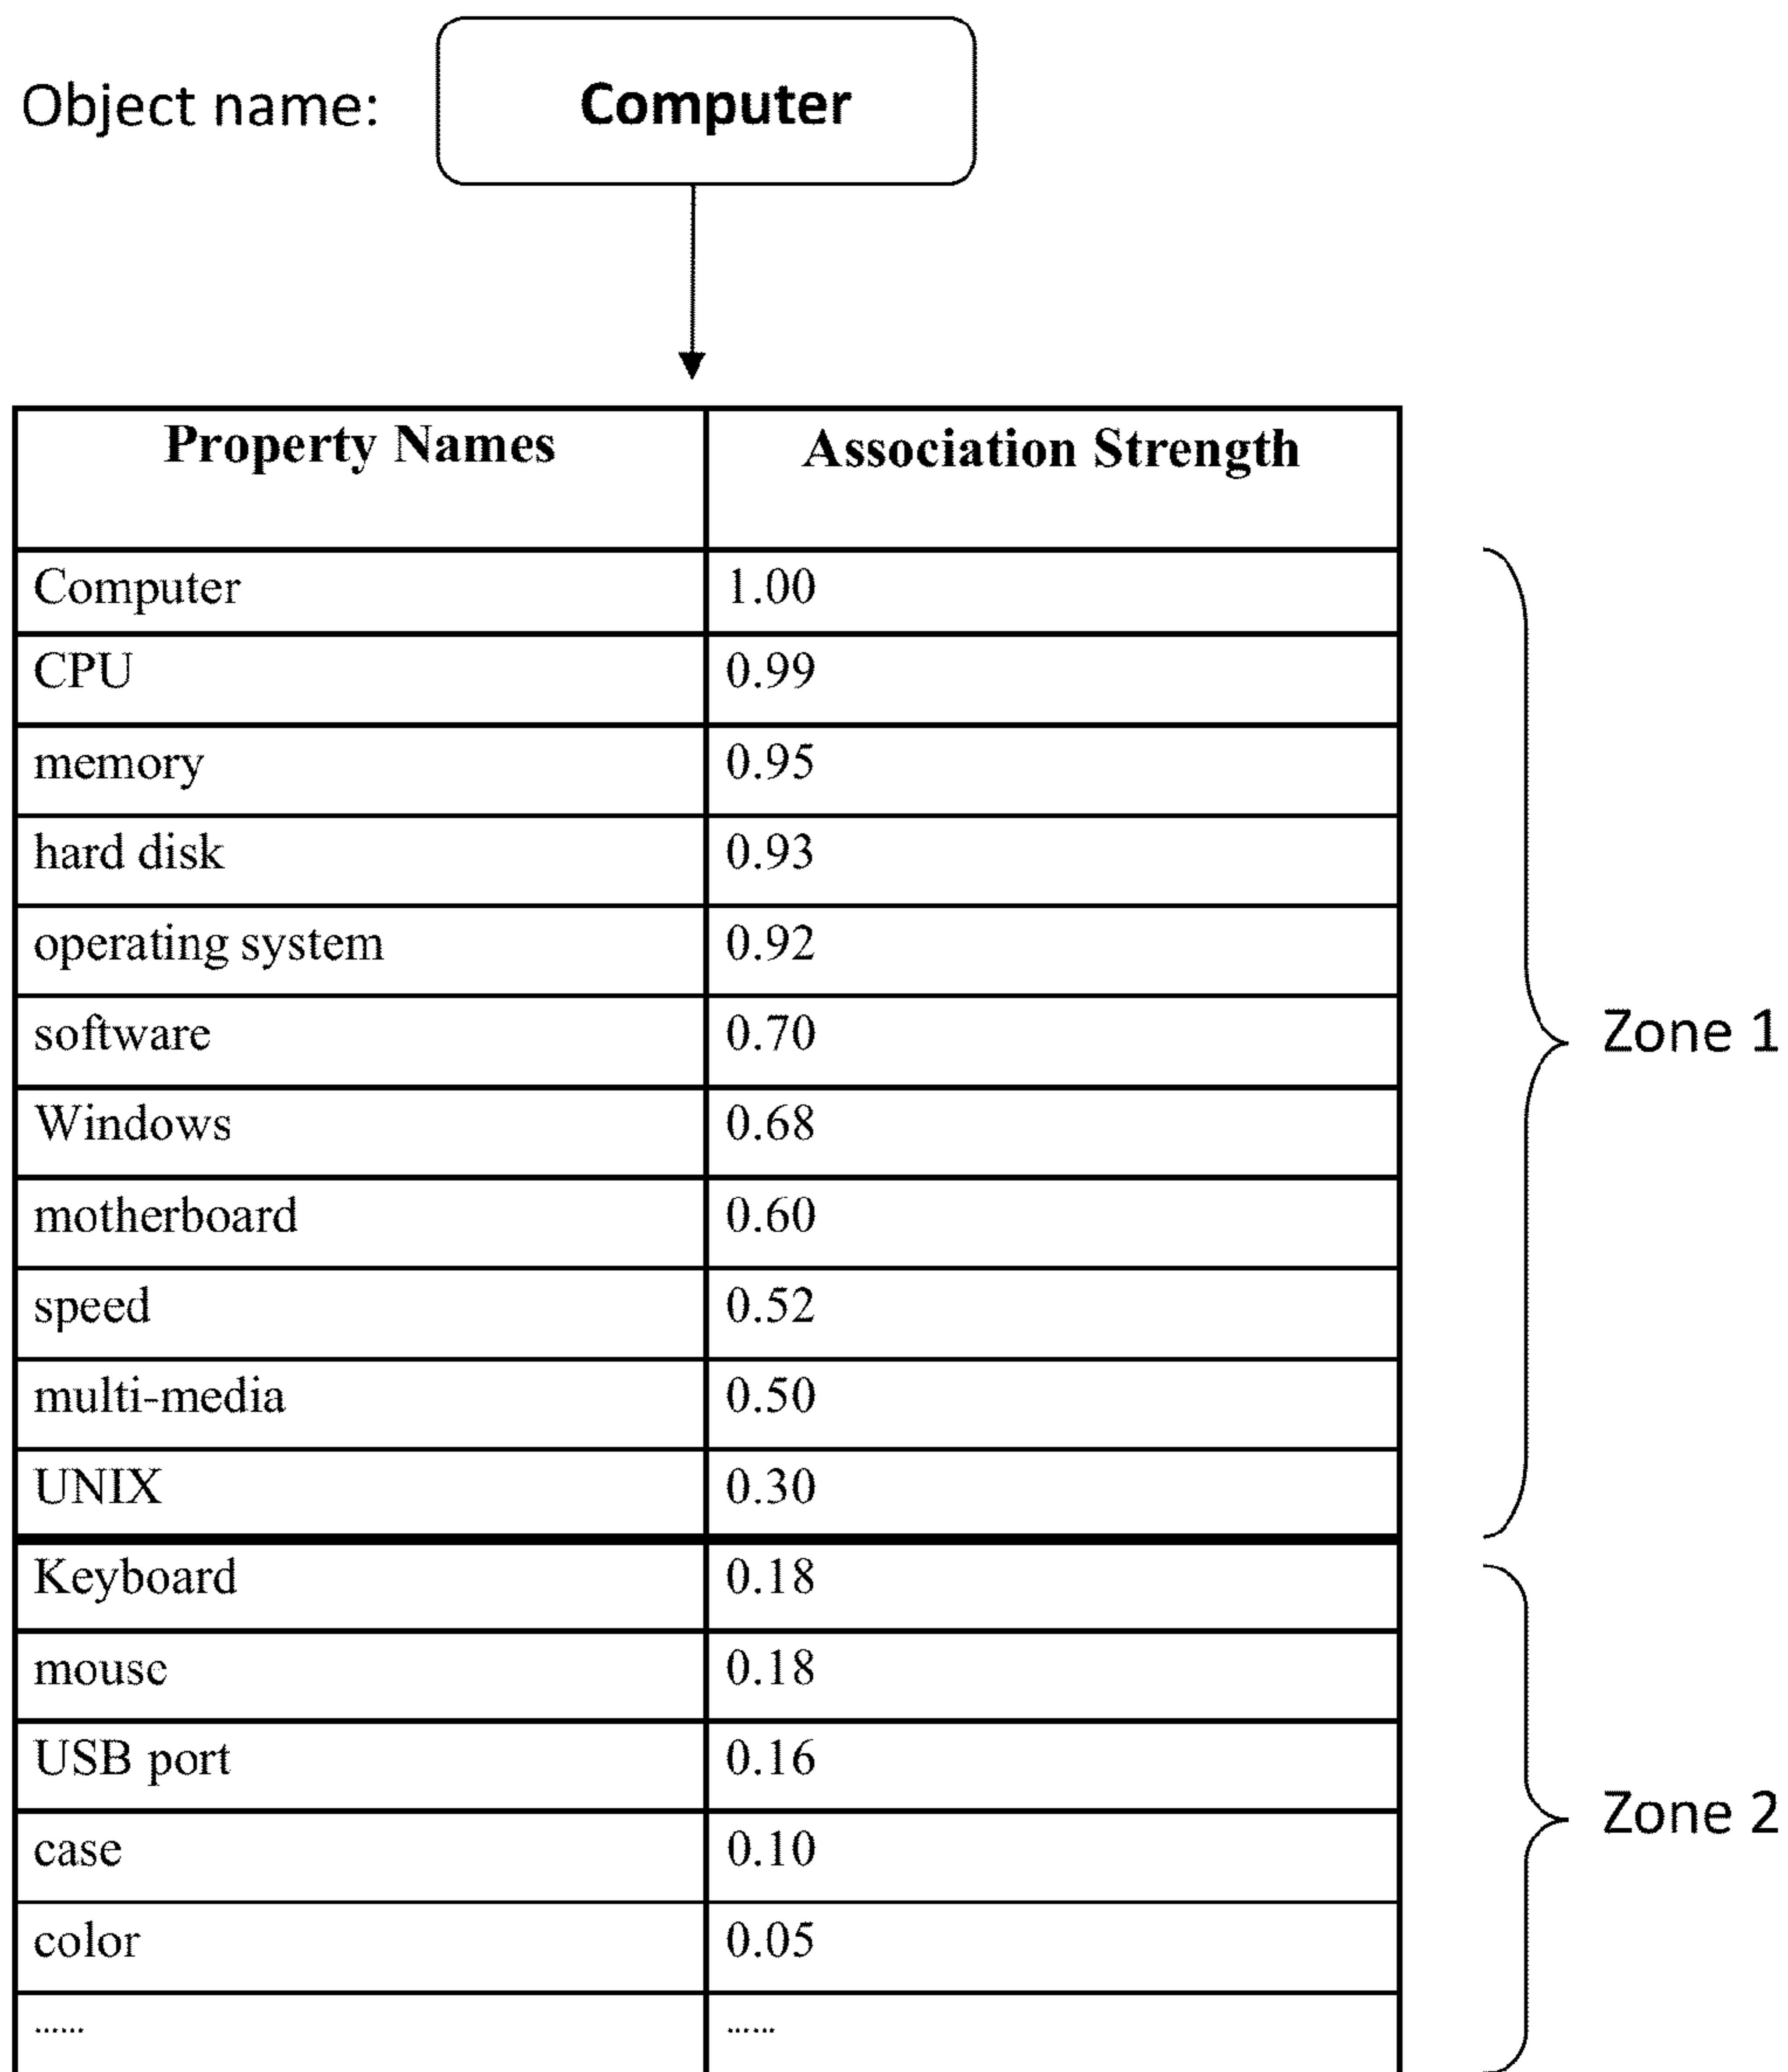 Object name: Computer
Property Names Association Strength
Computer 1.00
CPU 0.99
memory 0.95
hard disk 0.93
operating system 0.92
software 0.70
Zone 1
Windows 0.68
motherboard 0.60
speed 0.52
multi-media 0.50
UNIX 0.30
Keyboard 0.18
mouse 0.18
USB port 0.16
Zone 2
case 0.10
color 0.05
...... ......